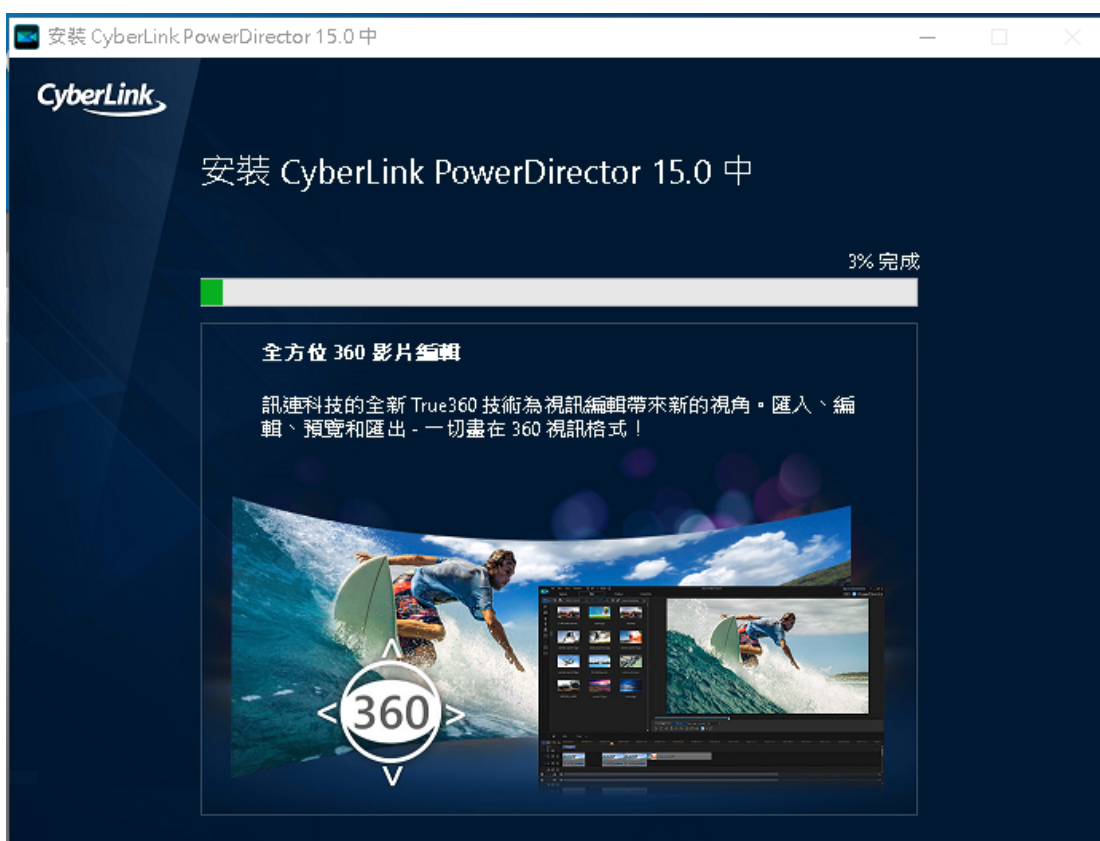 安裝 CyberLink PowerDirector 15.0 中
CyberLink
安裝 CyberLink PowerDirector 15.0 中
3% 完成
全方位 360 影片編輯
訊連科技的全新 True360 技術為視訊編輯帶來新的視角。匯入、編
輯、預覽和匯出 - 一切盡在 360 視訊格式！
360